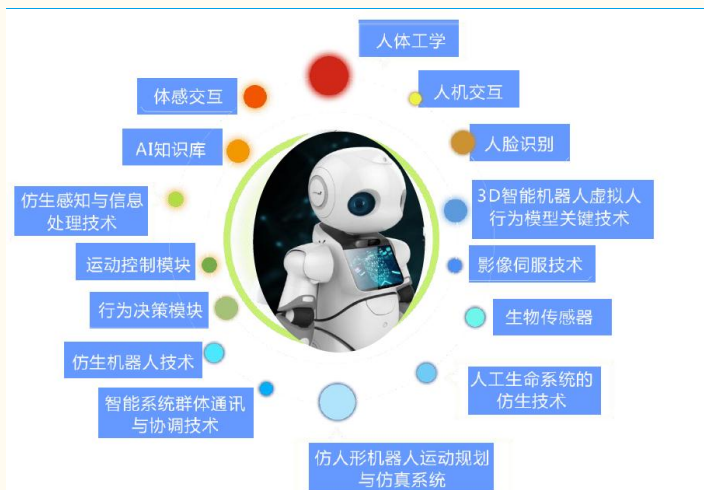 人体工学
体感交互
人机交互
AI知识库
人脸识别
仿生感知与信息
处理技术
3D智能机器人虚拟人
行为模型关键技术
运动控制模块
影像伺服技术
行为决策模块
生物传感器
仿生机器人技术
人工生命系统的
仿生技术
智能系统群体通讯
与协调技术
仿人形机器人运动规划
与仿真系统